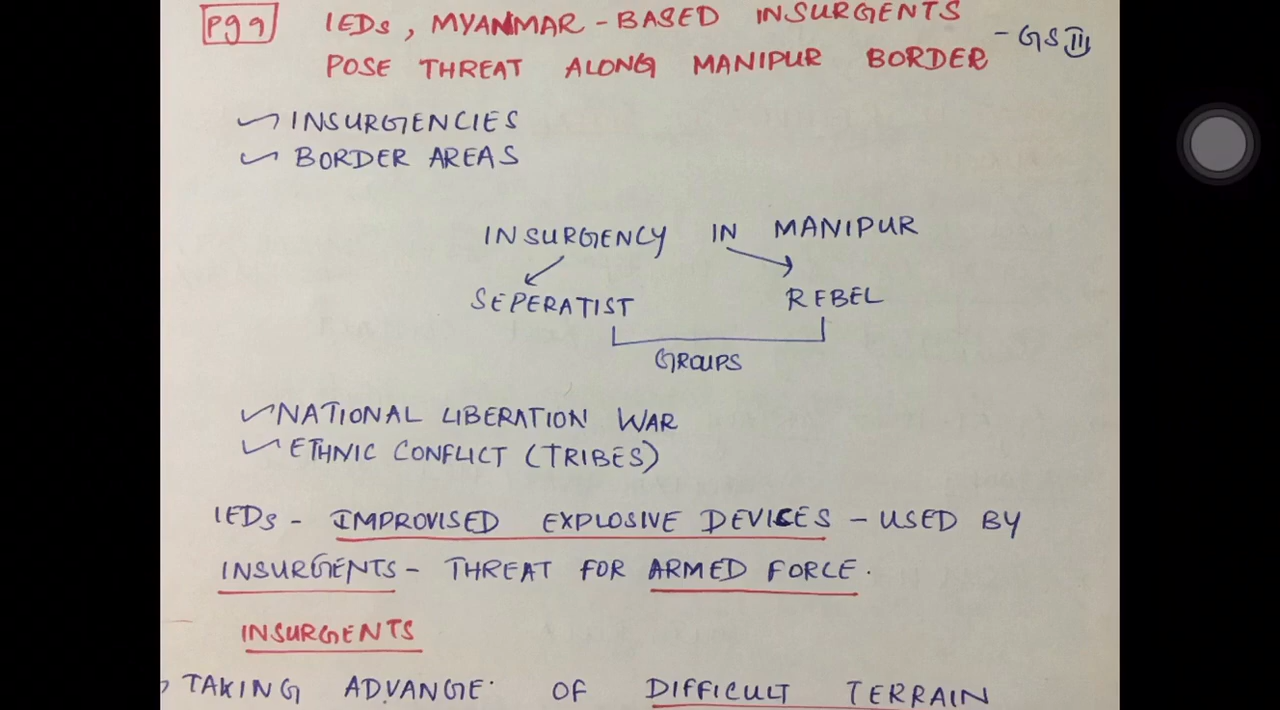 Pg 9 IEDs, MYANMAR-BASED INSURGENTS - GS III
POSE THREAT ALONG MANIPUR BORDER
INSURGENCIES
BORDER AREAS
INSURGENCY IN MANIPUR
SEPERATIST REBEL
GROUPS
NATIONAL LIBERATION WAR
ETHNIC CONFLICT (TRIBES)
IEDs - IMPROVISED EXPLOSIVE DEVICES - USED BY
INSURGENTS - THREAT FOR ARMED FORCE.
INSURGENTS
TAKING ADVANGE OF DIFFICULT TERRAIN